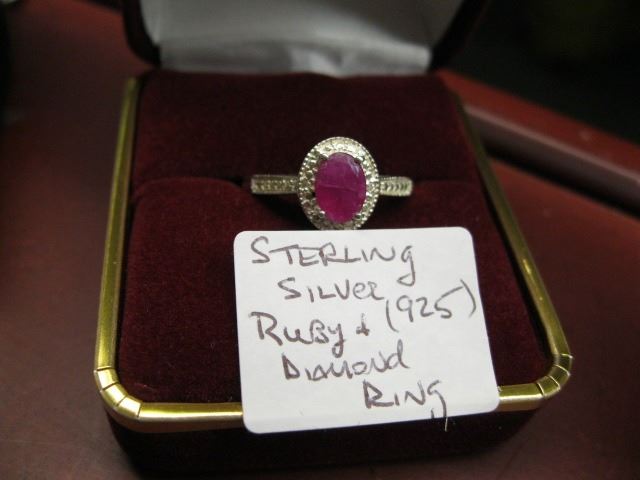 STERLING
SILVER
RUBY & (925)
DIAMOND
RING